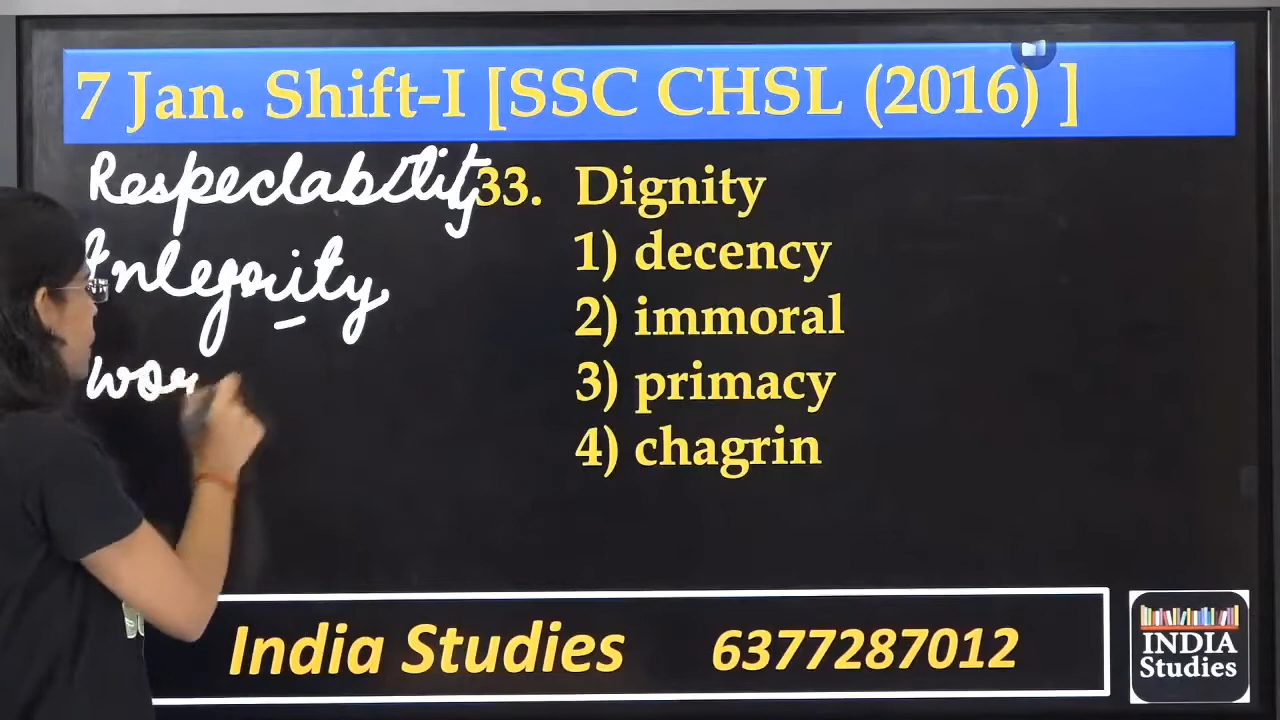 7 Jan. Shift-I [SSC CHSL (2016) ]
Respectability
33. Dignity
1) decency
Integrity
2) immoral
3) primacy
wor
4) chagrin
India Studies 6377287012
INDIA
Studies